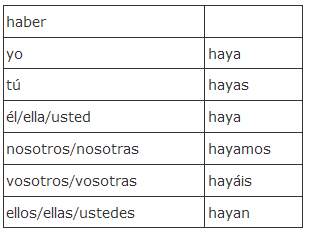 haber
yo haya
tú hayas
él/ella/usted haya
nosotros/nosotras hayamos
vosotros/vosotras hayáis
ellos/ellas/ustedes hayan